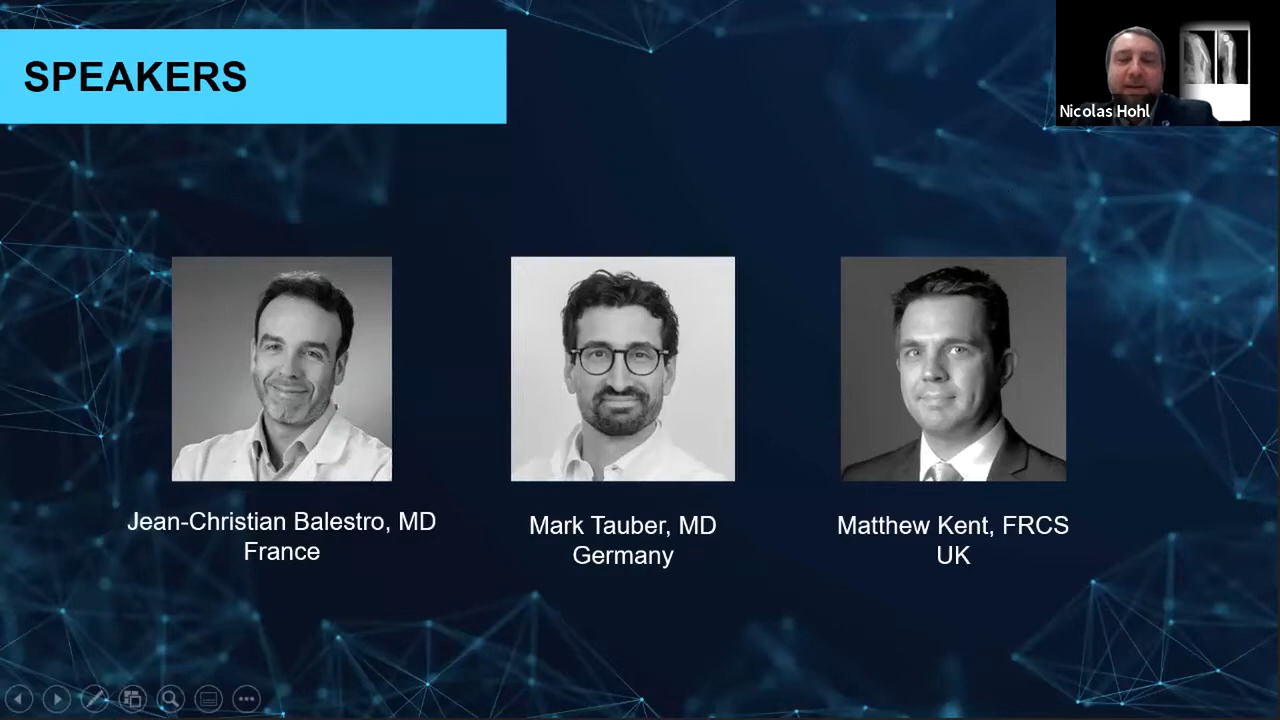 SPEAKERS
Nicolas Hohl
Jean-Christian Balestro, MD
France
Mark Tauber, MD
Germany
Matthew Kent, FRCS
UK